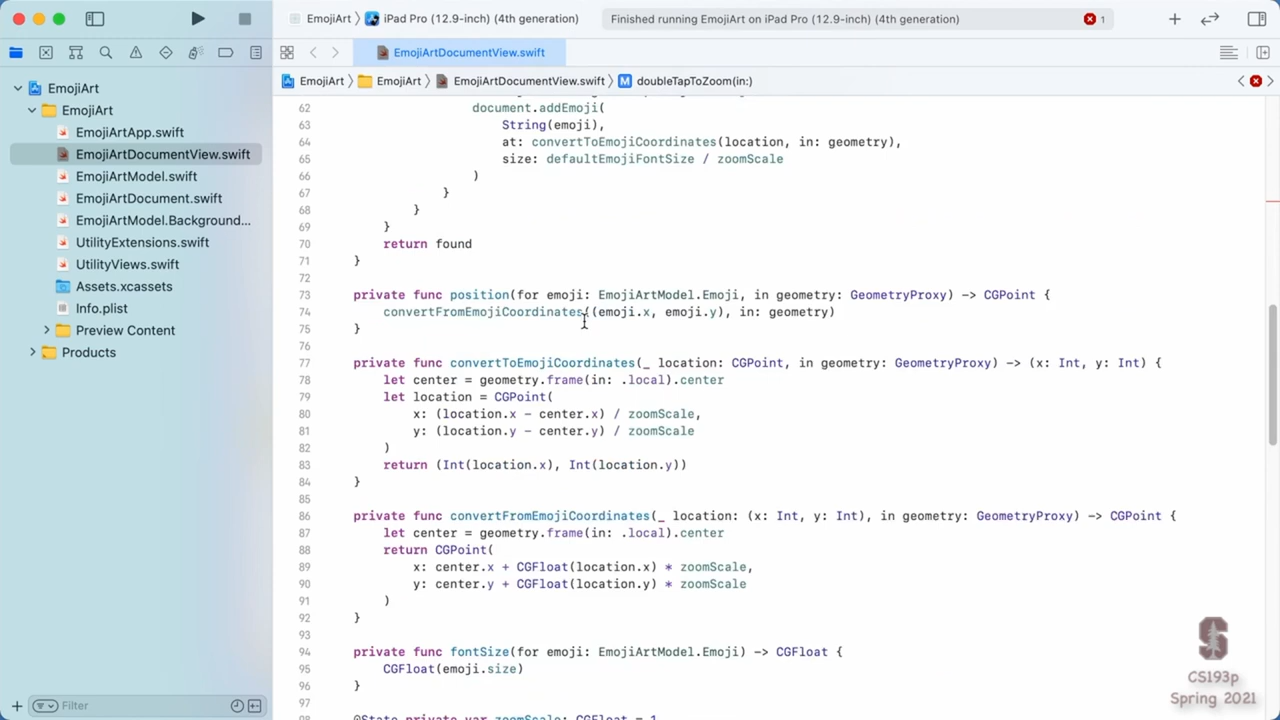 EmojiArt iPad Pro (12.9-inch) (4th generation) Finished running EmojiArt on iPad Pro (12.9-inch) (4th generation) 1
EmojiArtDocumentView.swift
EmojiArt EmojiArt EmojiArtDocumentView.swift M doubleTapToZoom(in:)
EmojiArt
EmojiArt
EmojiArtApp.swift
EmojiArtDocumentView.swift
EmojiArtModel.swift
EmojiArtDocument.swift
EmojiArtModel.Background...
UtilityExtensions.swift
UtilityViews.swift
Assets.xcassets
Info.plist
Preview Content
Products
Filter
62 document.addEmoji(
63 String(emoji),
64 at: convertToEmojiCoordinates(location, in: geometry),
65 size: defaultEmojiFontSize / zoomScale
66 )
67 }
68 }
69 }
70 return found
71 }
72
73 private func position(for emoji: EmojiArtModel.Emoji, in geometry: GeometryProxy) -> CGPoint {
74 convertFromEmojiCoordinates((emoji.x, emoji.y), in: geometry)
75 }
76
77 private func convertToEmojiCoordinates(_ location: CGPoint, in geometry: GeometryProxy) -> (x: Int, y: Int) {
78 let center = geometry.frame(in: .local).center
79 let location = CGPoint(
80 x: (location.x - center.x) / zoomScale,
81 y: (location.y - center.y) / zoomScale
82 )
83 return (Int(location.x), Int(location.y))
84 }
85
86 private func convertFromEmojiCoordinates(_ location: (x: Int, y: Int), in geometry: GeometryProxy) -> CGPoint {
87 let center = geometry.frame(in: .local).center
88 return CGPoint(
89 x: center.x + CGFloat(location.x) * zoomScale,
90 y: center.y + CGFloat(location.y) * zoomScale
91 )
92 }
93
94 private func fontSize(for emoji: EmojiArtModel.Emoji) -> CGFloat {
95 CGFloat(emoji.size)
96 }
97
98 @State private var zoomScale: CGFloat = 1
S
CS193p
Spring 2021